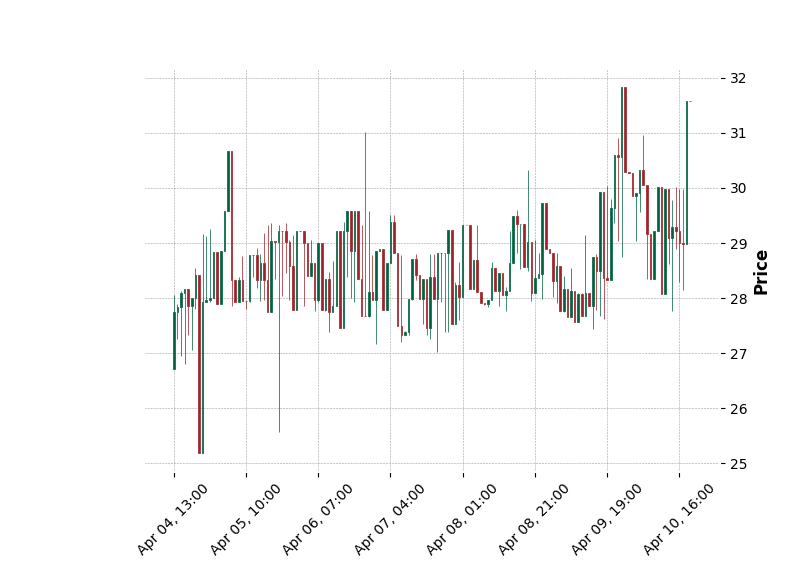 32
31
30
29
28
27
26
25
Price
Apr 04, 13:00
Apr 05, 10:00
Apr 06, 07:00
Apr 07, 04:00
Apr 08, 01:00
Apr 08, 21:00
Apr 09, 19:00
Apr 10, 16:00